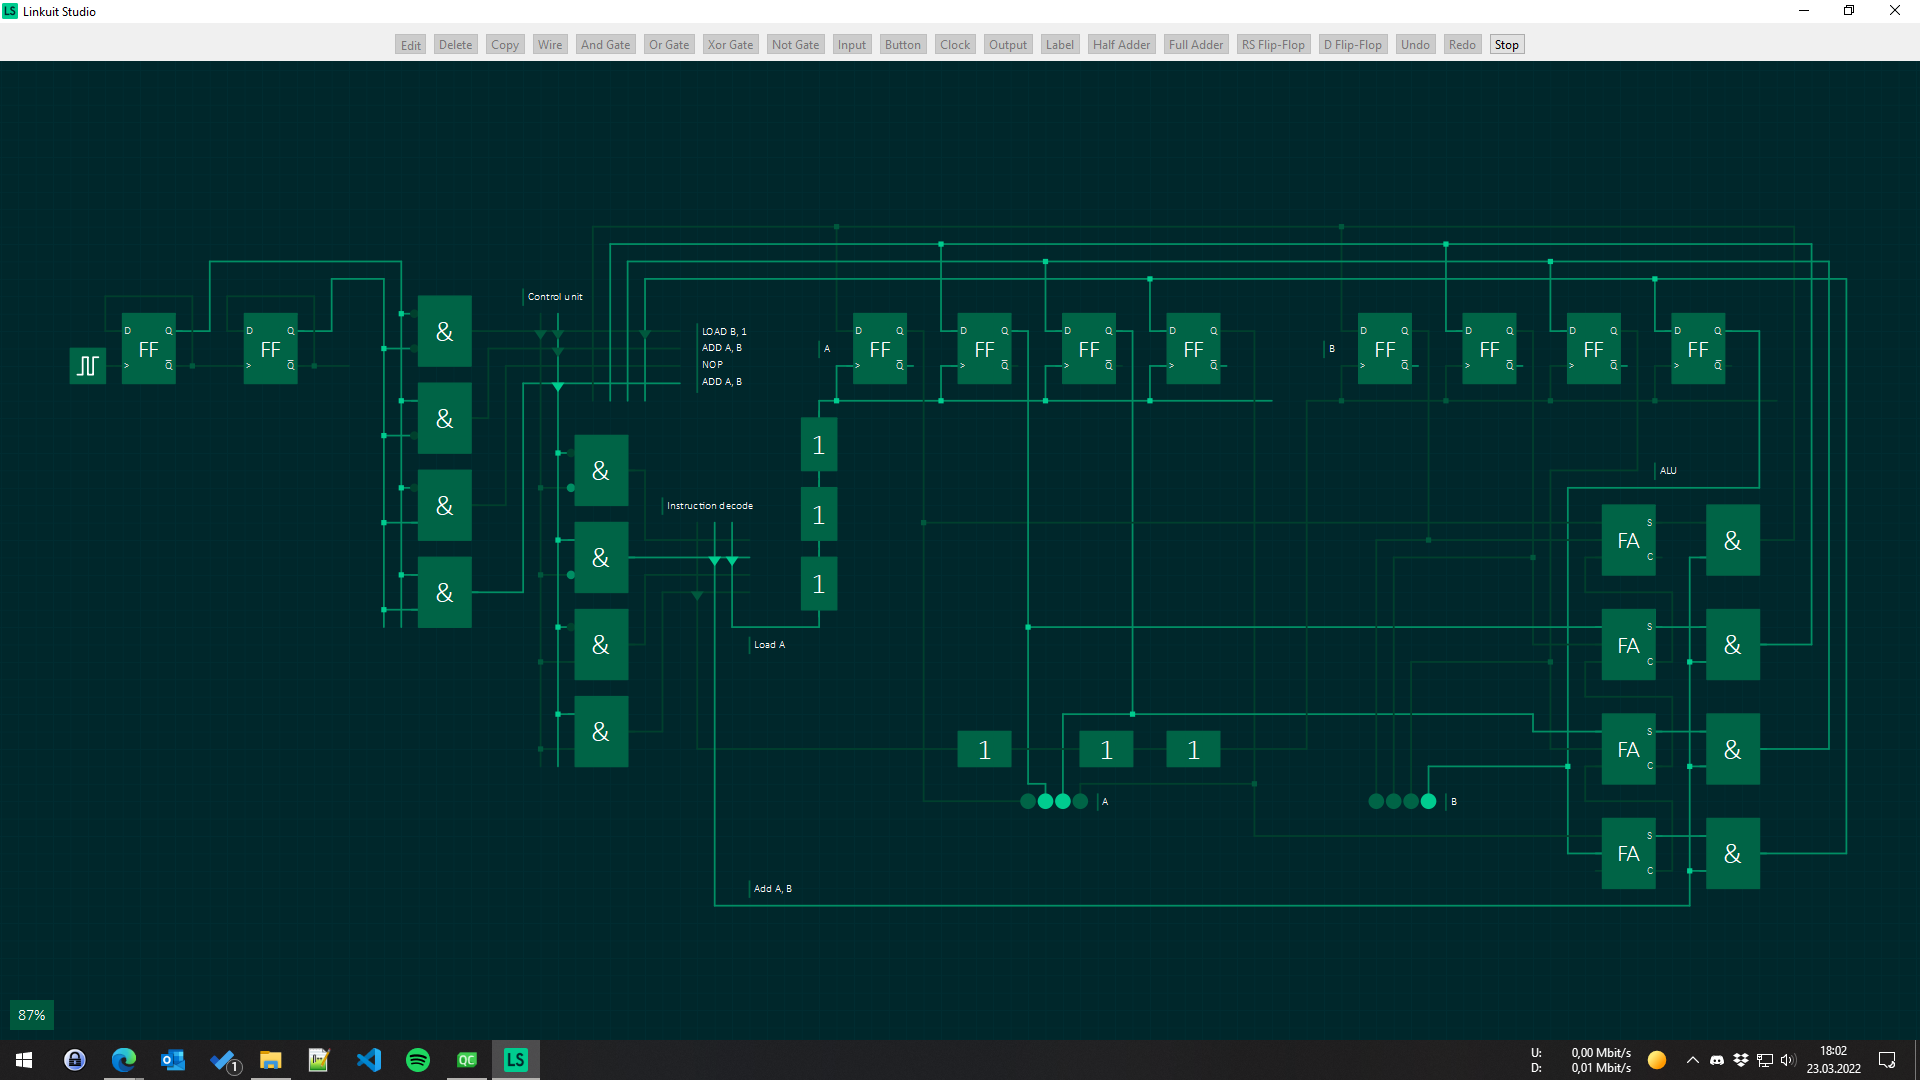 LS Linkuit Studio
Edit Delete Copy Wire And Gate Or Gate Xor Gate Not Gate Input Button Clock Output Label Half Adder Full Adder RS Flip-Flop D Flip-Flop Undo Redo Stop
Control unit
LOAD B, 1
ADD A, B
NOP
ADD A, B
D Q
FF
> Q̅
D Q
FF
> Q̅
&
&
&
&
A
D Q
FF
> Q̅
D Q
FF
> Q̅
D Q
FF
> Q̅
D Q
FF
> Q̅
B
D Q
FF
> Q̅
D Q
FF
> Q̅
D Q
FF
> Q̅
D Q
FF
> Q̅
&
&
&
&
Instruction decode
1
1
1
Load A
ALU
FA S C &
FA S C &
FA S C &
FA S C &
1 1 1
A
B
Add A, B
87%
1
QC
LS
U: 0,00 Mbit/s
D: 0,01 Mbit/s
18:02
23.03.2022